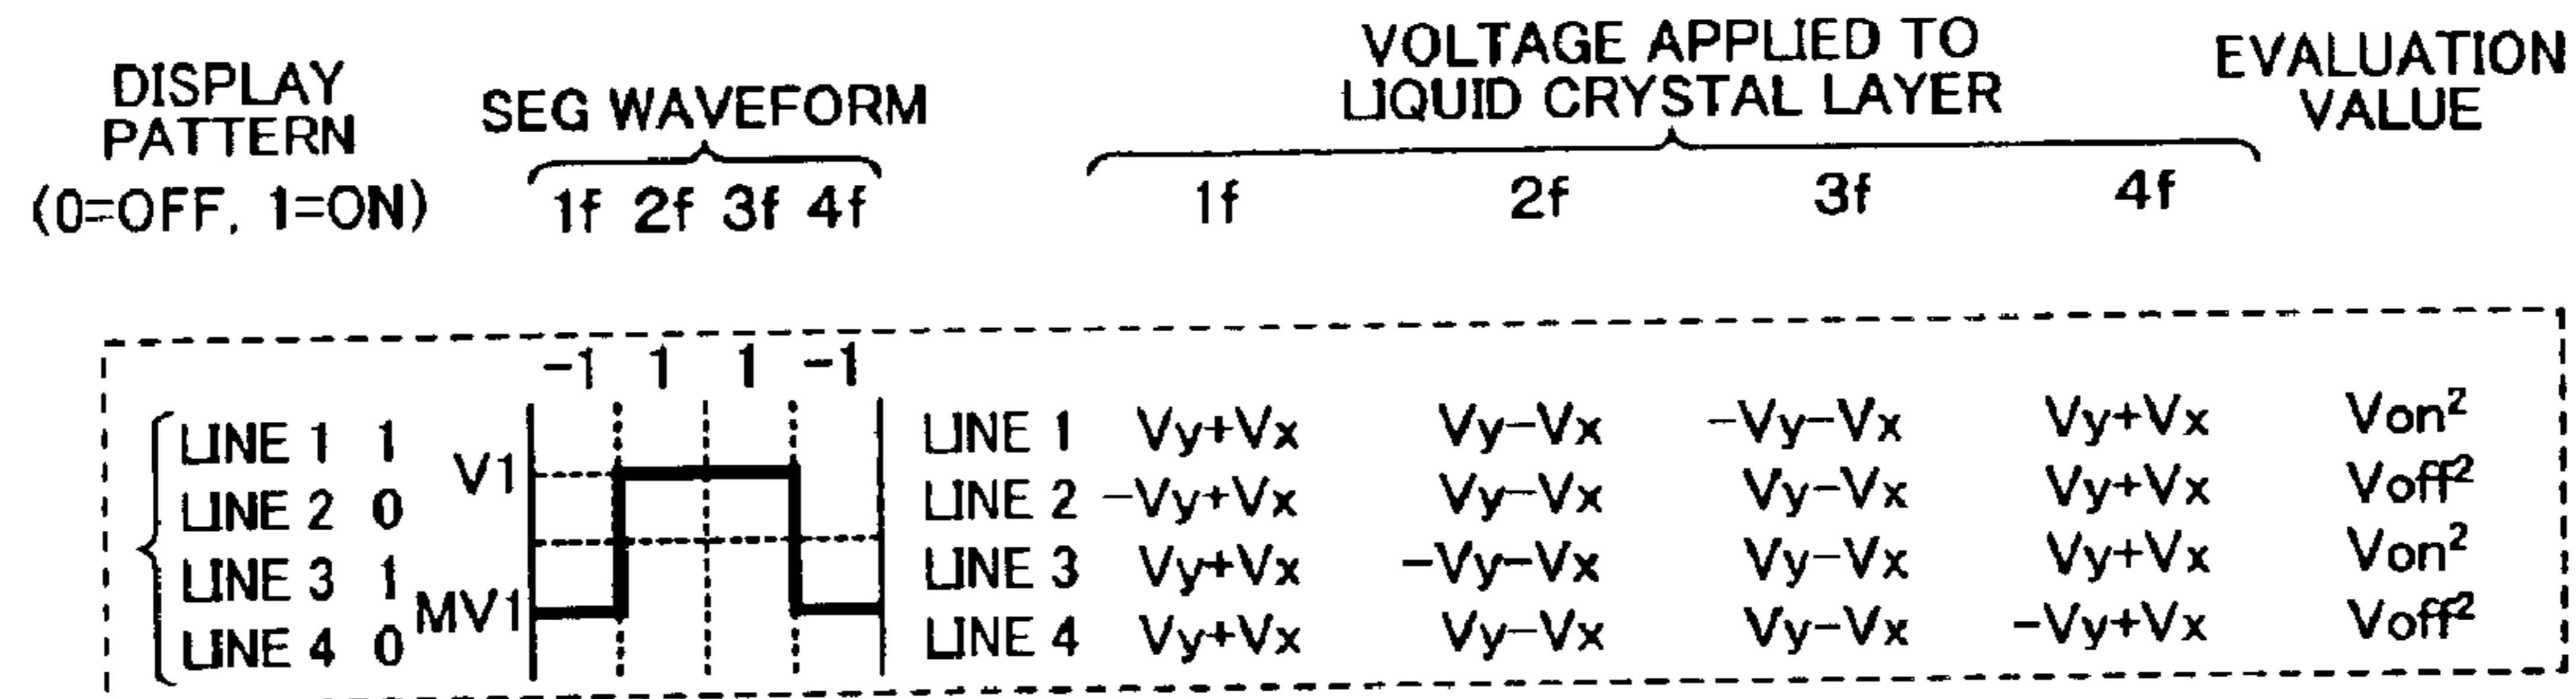 DISPLAY PATTERN (0=OFF, 1=ON)
SEG WAVEFORM
1f 2f 3f 4f
VOLTAGE APPLIED TO
LIQUID CRYSTAL LAYER
1f 2f 3f 4f
EVALUATION
VALUE
-1 1 1 -1
LINE 1 1
LINE 2 0
LINE 3 1
LINE 4 0
V1
MV1
LINE 1 Vy+Vx Vy-Vx -Vy-Vx Vy+Vx Von²
LINE 2 -Vy+Vx Vy-Vx Vy-Vx Vy+Vx Voff²
LINE 3 Vy+Vx -Vy-Vx Vy-Vx Vy+Vx Von²
LINE 4 Vy+Vx Vy-Vx Vy-Vx -Vy+Vx Voff²